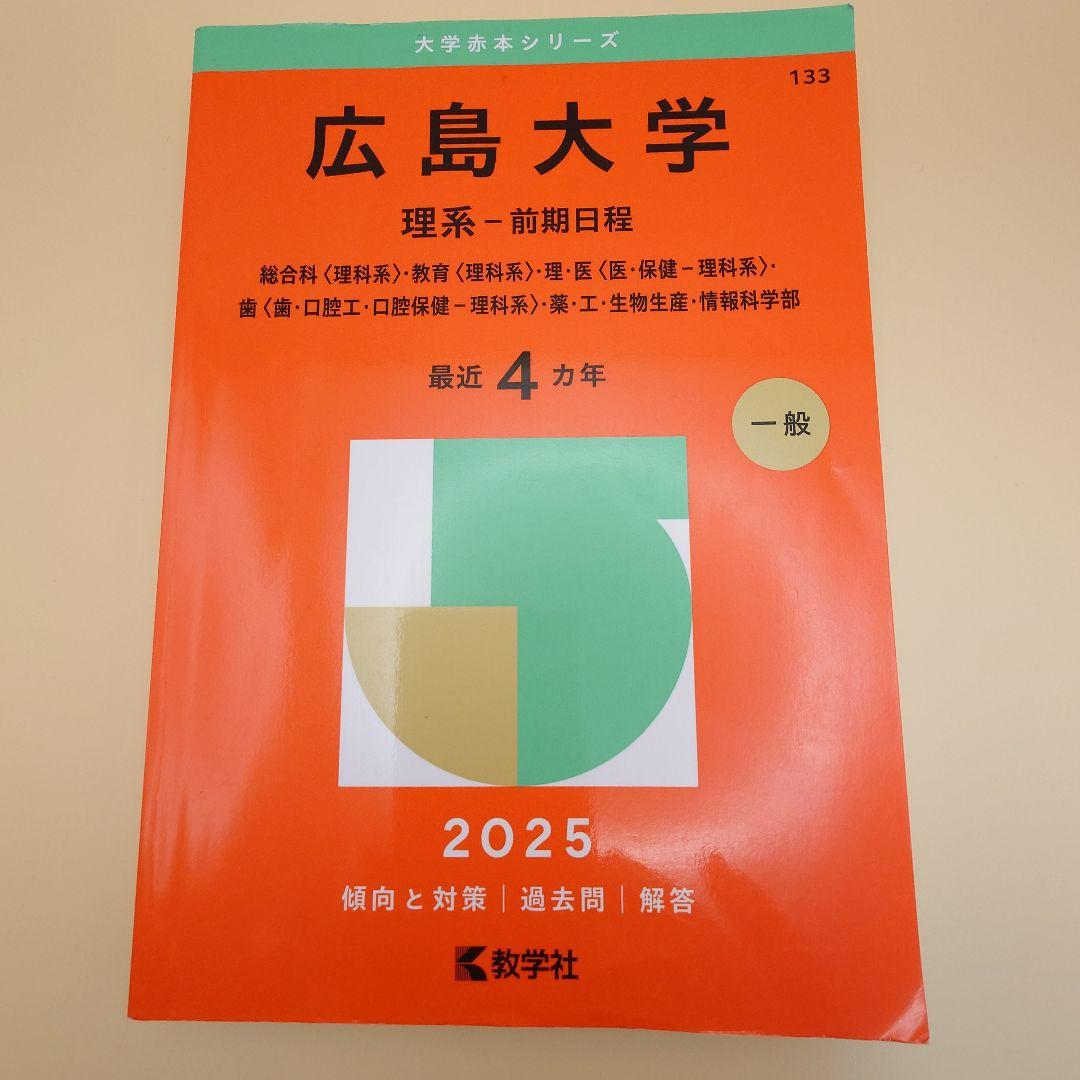 大学赤本シリーズ
133
広島大学
理系－前期日程
総合科〈理科系〉・教育〈理科系〉・理・医〈医・保健－理科系〉・
歯〈歯・口腔工・口腔保健－理科系〉・薬・工・生物生産・情報科学部
最近4カ年
一般
2025
傾向と対策｜過去問｜解答
教学社